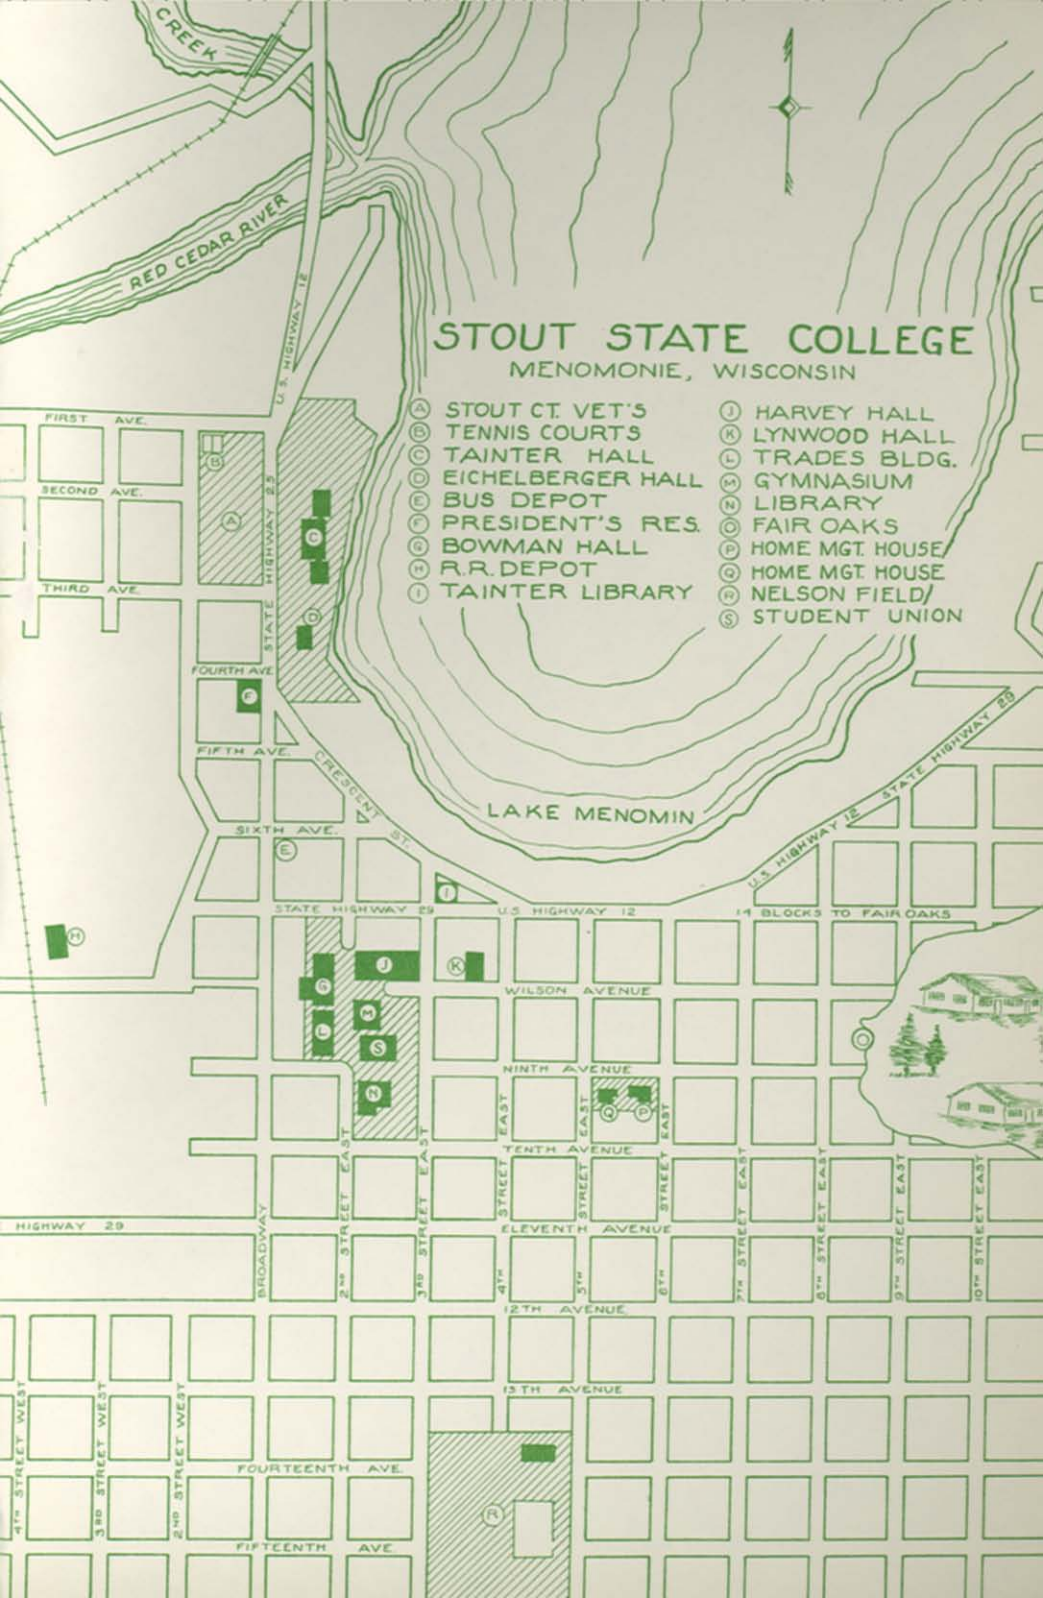 CREEK
RED CEDAR RIVER
U.S. HIGHWAY 12
STOUT STATE COLLEGE
MENOMONIE, WISCONSIN
A STOUT CT. VET'S
B TENNIS COURTS
C TAINTER HALL
D EICHELBERGER HALL
E BUS DEPOT
F PRESIDENT'S RES.
G BOWMAN HALL
H R.R. DEPOT
I TAINTER LIBRARY
J HARVEY HALL
K LYNWOOD HALL
L TRADES BLDG.
M GYMNASIUM
N LIBRARY
O FAIR OAKS
P HOME MGT. HOUSE
Q HOME MGT. HOUSE
R NELSON FIELD
S STUDENT UNION
FIRST AVE.
B
SECOND AVE.
A
STATE HIGHWAY 25
C
THIRD AVE.
D
FOURTH AVE
F
FIFTH AVE.
CRESCENT ST.
STATE HIGHWAY 29
U.S. HIGHWAY 12
LAKE MENOMIN
SIXTH AVE.
E
I
STATE HIGHWAY 29
U.S. HIGHWAY 12
14 BLOCKS TO FAIR OAKS
H
J
K
G
WILSON AVENUE
M
L
S
O
NINTH AVENUE
N
Q
P
TENTH AVENUE
HIGHWAY 29
ELEVENTH AVENUE
BROADWAY
2ND STREET EAST
3RD STREET EAST
4TH STREET EAST
5TH STREET EAST
6TH STREET EAST
7TH STREET EAST
8TH STREET EAST
9TH STREET EAST
10TH STREET EAST
12TH AVENUE
13TH AVENUE
4TH STREET WEST
3RD STREET WEST
2ND STREET WEST
FOURTEENTH AVE.
R
FIFTEENTH AVE.